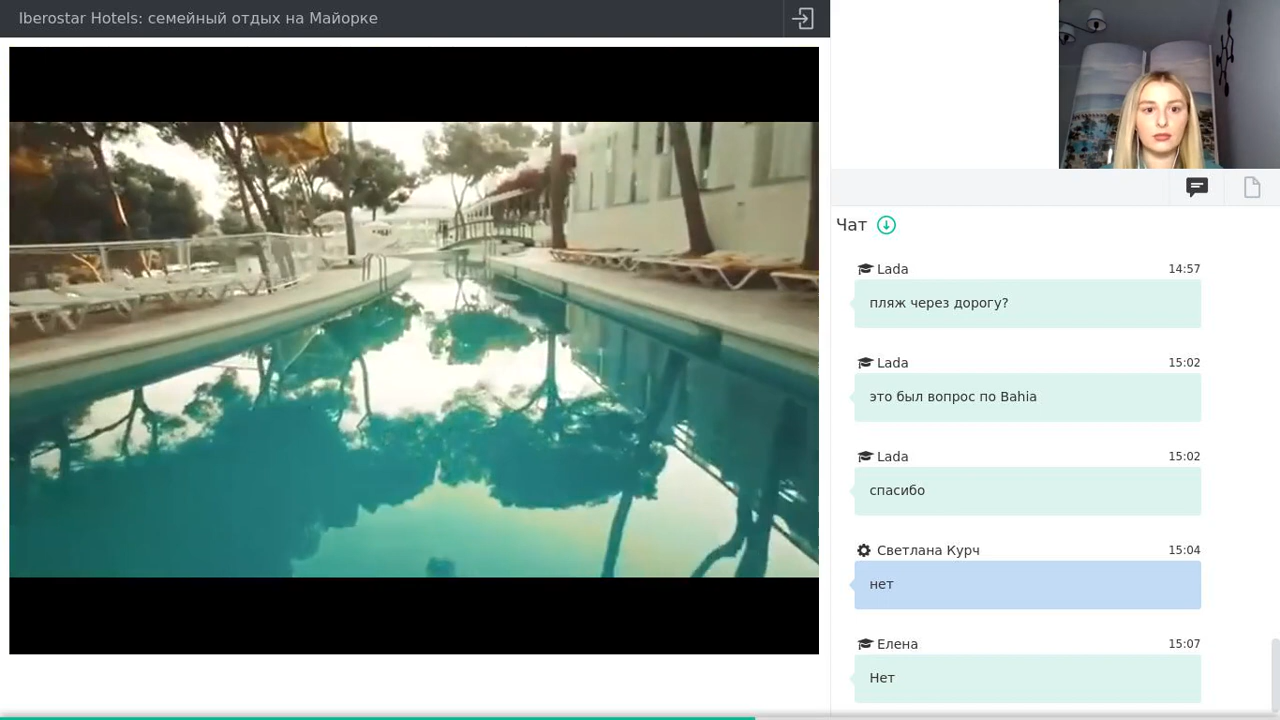 Iberostar Hotels: семейный отдых на Майорке
Чат
Lada 14:57
пляж через дорогу?
Lada 15:02
это был вопрос по Bahia
Lada 15:02
спасибо
Светлана Курч 15:04
нет
Елена 15:07
Нет